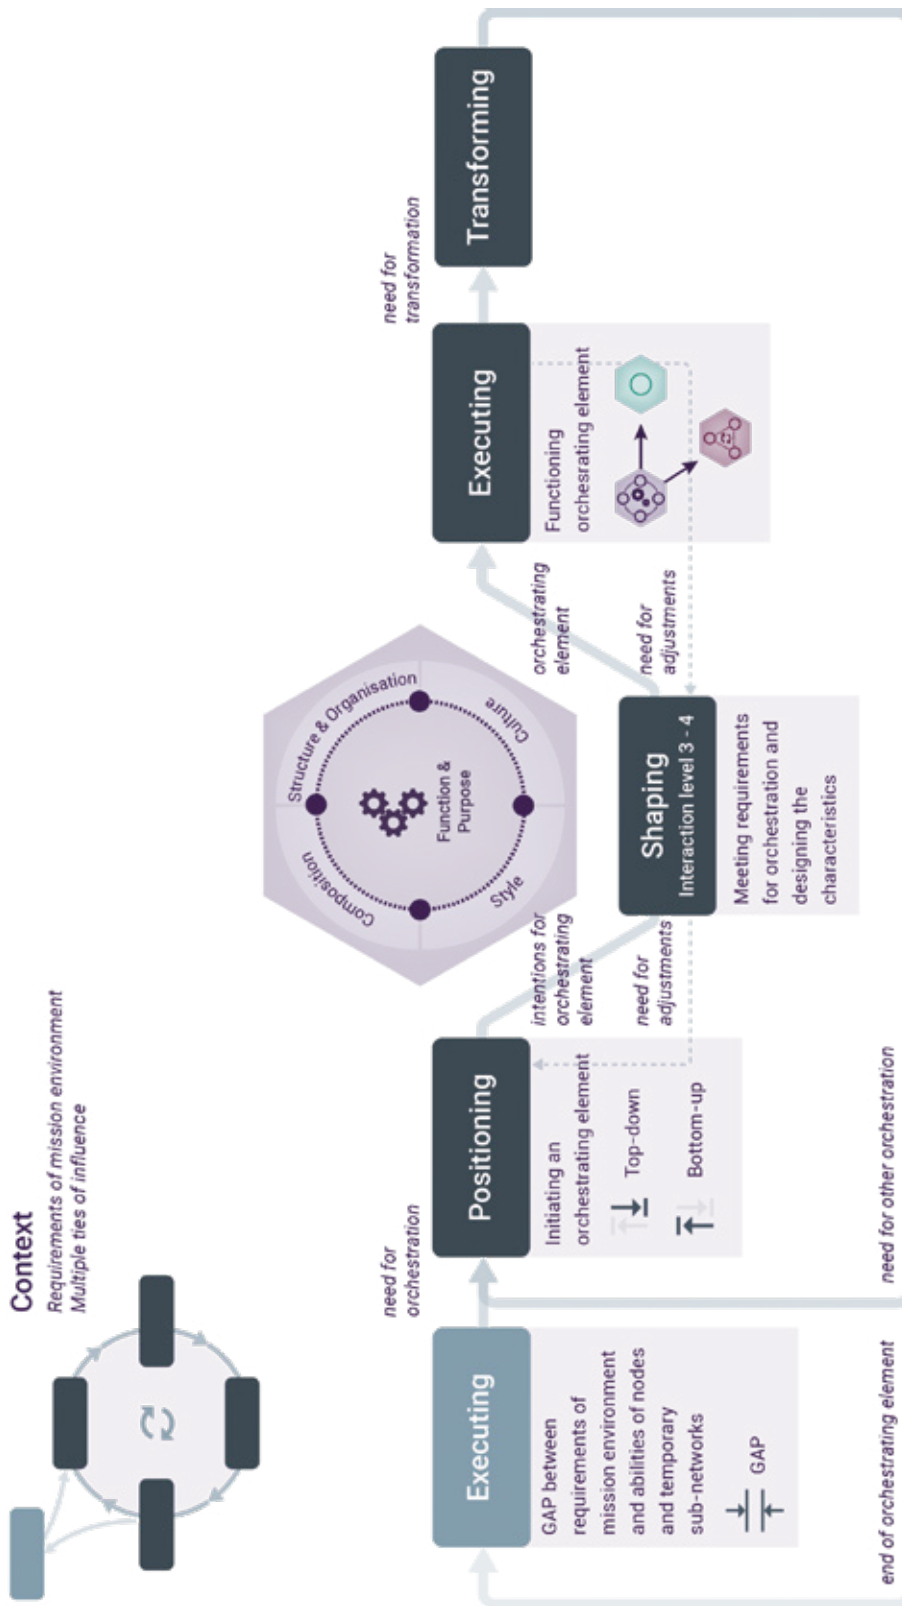 Context
Requirements of mission environment
Multiple ties of influence
Executing
GAP between
requirements of
mission environment
and abilities of nodes
and temporary
sub-networks
GAP
need for
orchestration
Positioning
Initiating an
orchestrating element
Top-down
Bottom-up
intentions for
orchestrating
element
need for
adjustments
Composition
Structure & Organisation
Style
Culture
Function &
Purpose
Shaping
Interaction level 3 - 4
Meeting requirements
for orchestration and
designing the
characteristics
orchestrating
element
need for
adjustments
Executing
Functioning
orchesrating element
need for
transformation
Transforming
end of orchestrating element
need for other orchestration